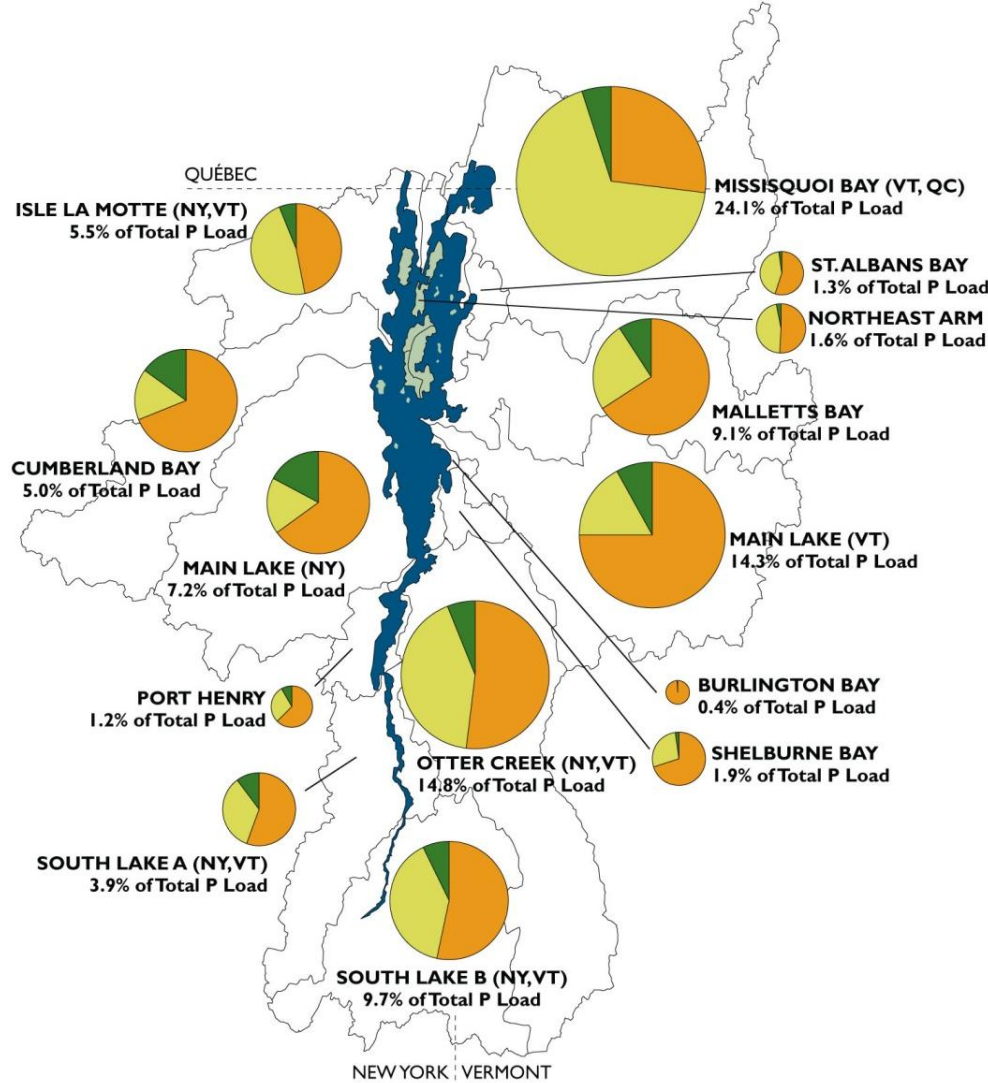 QUÉBEC
ISLE LA MOTTE (NY,VT)
5.5% of Total P Load
MISSISQUOI BAY (VT, QC)
24.1% of Total P Load
ST. ALBANS BAY
1.3% of Total P Load
NORTHEAST ARM
1.6% of Total P Load
MALLETTS BAY
9.1% of Total P Load
CUMBERLAND BAY
5.0% of Total P Load
MAIN LAKE (NY)
7.2% of Total P Load
MAIN LAKE (VT)
14.3% of Total P Load
PORT HENRY
1.2% of Total P Load
BURLINGTON BAY
0.4% of Total P Load
OTTER CREEK (NY,VT)
14.8% of Total P Load
SHELBURNE BAY
1.9% of Total P Load
SOUTH LAKE A (NY,VT)
3.9% of Total P Load
SOUTH LAKE B (NY,VT)
9.7% of Total P Load
NEW YORK VERMONT